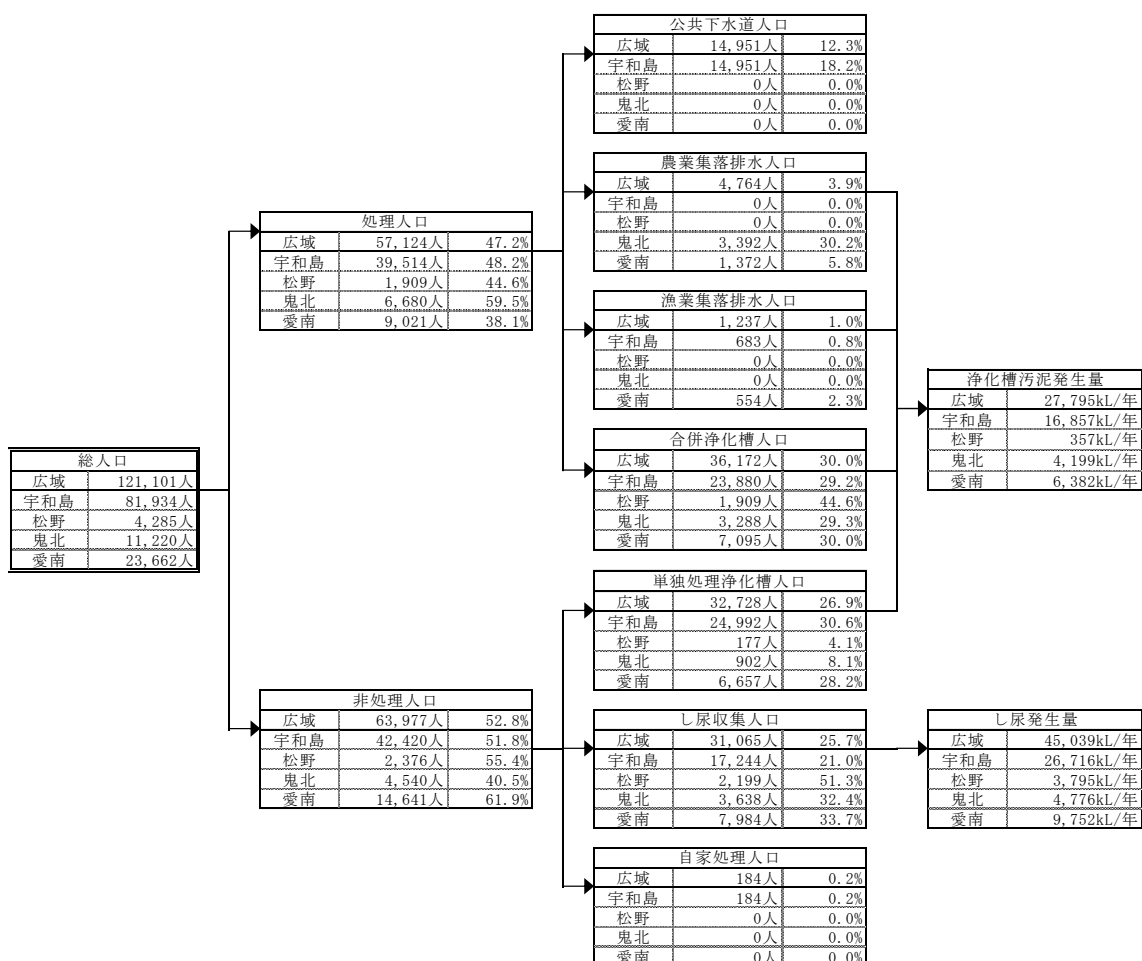 公共下水道人口
広域 14,951人 12.3%
宇和島 14,951人 18.2%
松野 0人 0.0%
鬼北 0人 0.0%
愛南 0人 0.0%
農業集落排水人口
広域 4,764人 3.9%
宇和島 0人 0.0%
松野 0人 0.0%
鬼北 3,392人 30.2%
愛南 1,372人 5.8%
処理人口
広域 57,124人 47.2%
宇和島 39,514人 48.2%
松野 1,909人 44.6%
鬼北 6,680人 59.5%
愛南 9,021人 38.1%
漁業集落排水人口
広域 1,237人 1.0%
宇和島 683人 0.8%
松野 0人 0.0%
鬼北 0人 0.0%
愛南 554人 2.3%
浄化槽汚泥発生量
広域 27,795kL/年
宇和島 16,857kL/年
松野 357kL/年
鬼北 4,199kL/年
愛南 6,382kL/年
合併浄化槽人口
広域 36,172人 30.0%
宇和島 23,880人 29.2%
松野 1,909人 44.6%
鬼北 3,288人 29.3%
愛南 7,095人 30.0%
総人口
広域 121,101人
宇和島 81,934人
松野 4,285人
鬼北 11,220人
愛南 23,662人
単独処理浄化槽人口
広域 32,728人 26.9%
宇和島 24,992人 30.6%
松野 177人 4.1%
鬼北 902人 8.1%
愛南 6,657人 28.2%
非処理人口
広域 63,977人 52.8%
宇和島 42,420人 51.8%
松野 2,376人 55.4%
鬼北 4,540人 40.5%
愛南 14,641人 61.9%
し尿収集人口
広域 31,065人 25.7%
宇和島 17,244人 21.0%
松野 2,199人 51.3%
鬼北 3,638人 32.4%
愛南 7,984人 33.7%
し尿発生量
広域 45,039kL/年
宇和島 26,716kL/年
松野 3,795kL/年
鬼北 4,776kL/年
愛南 9,752kL/年
自家処理人口
広域 184人 0.2%
宇和島 184人 0.2%
松野 0人 0.0%
鬼北 0人 0.0%
愛南 0人 0.0%